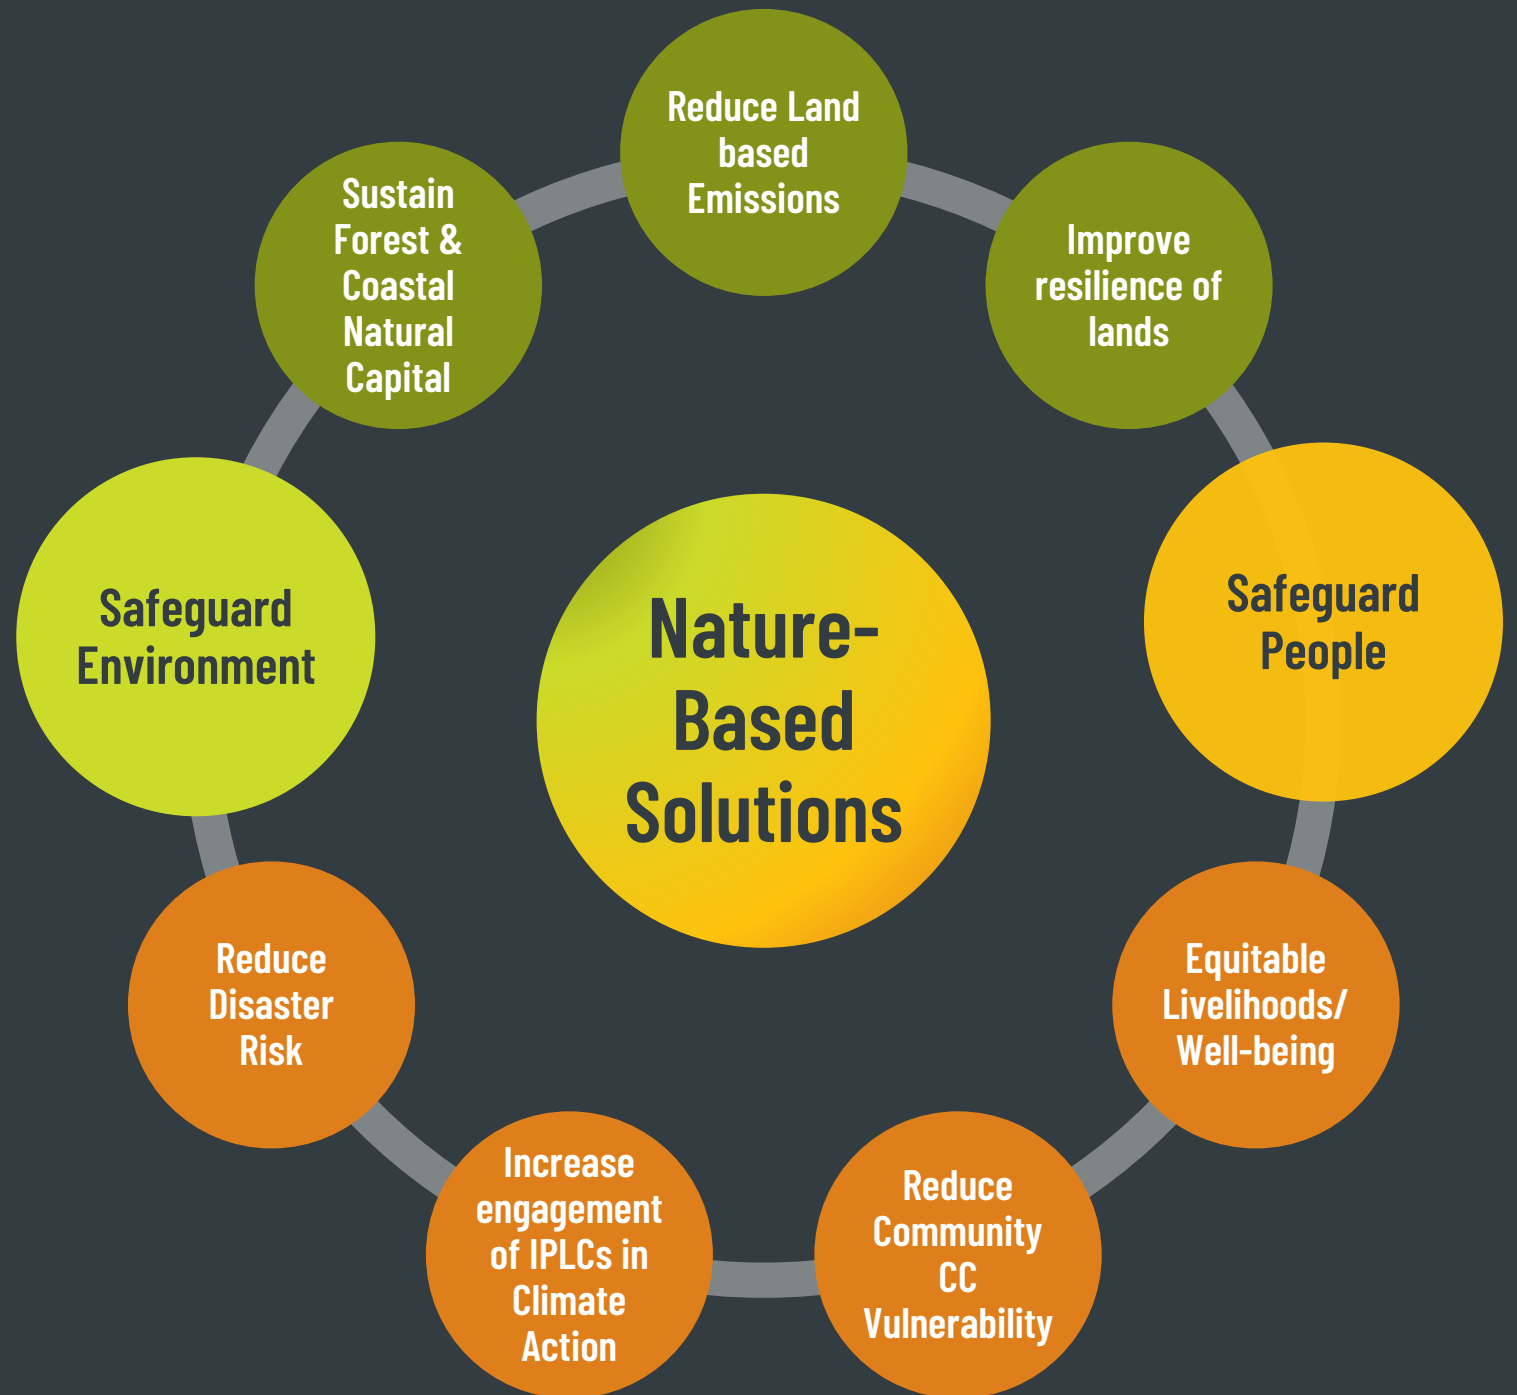 Reduce Land
based
Emissions
Sustain
Forest &
Coastal
Natural
Capital
Improve
resilience of
lands
Safeguard
Environment
Nature-
Based
Solutions
Safeguard
People
Reduce
Disaster
Risk
Equitable
Livelihoods/
Well-being
Increase
engagement
of IPLCs in
Climate
Action
Reduce
Community
CC
Vulnerability